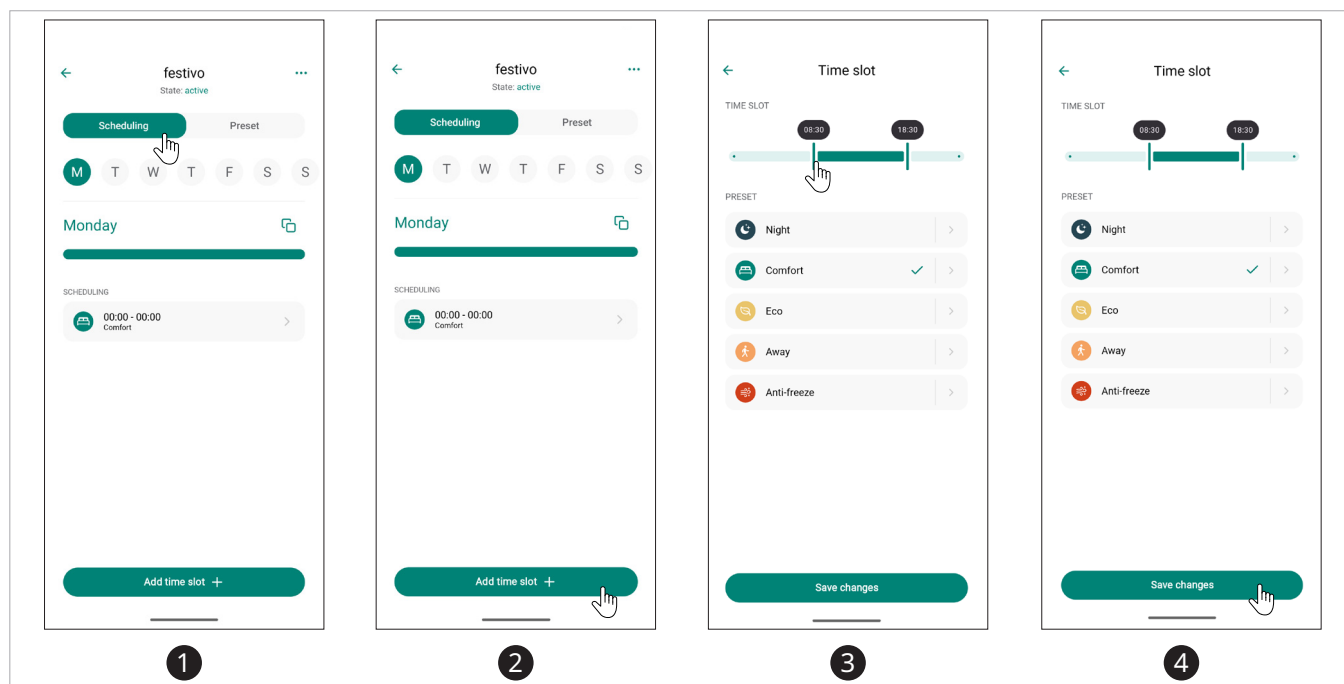 festivo
State: active
Scheduling Preset
M T W T F S S
Monday
SCHEDULING
00:00 - 00:00
Comfort
Add time slot +
1
festivo
State: active
Scheduling Preset
M T W T F S S
Monday
SCHEDULING
00:00 - 00:00
Comfort
Add time slot +
2
Time slot
TIME SLOT
08:30 18:30
PRESET
Night
Comfort
Eco
Away
Anti-freeze
Save changes
3
Time slot
TIME SLOT
08:30 18:30
PRESET
Night
Comfort
Eco
Away
Anti-freeze
Save changes
4